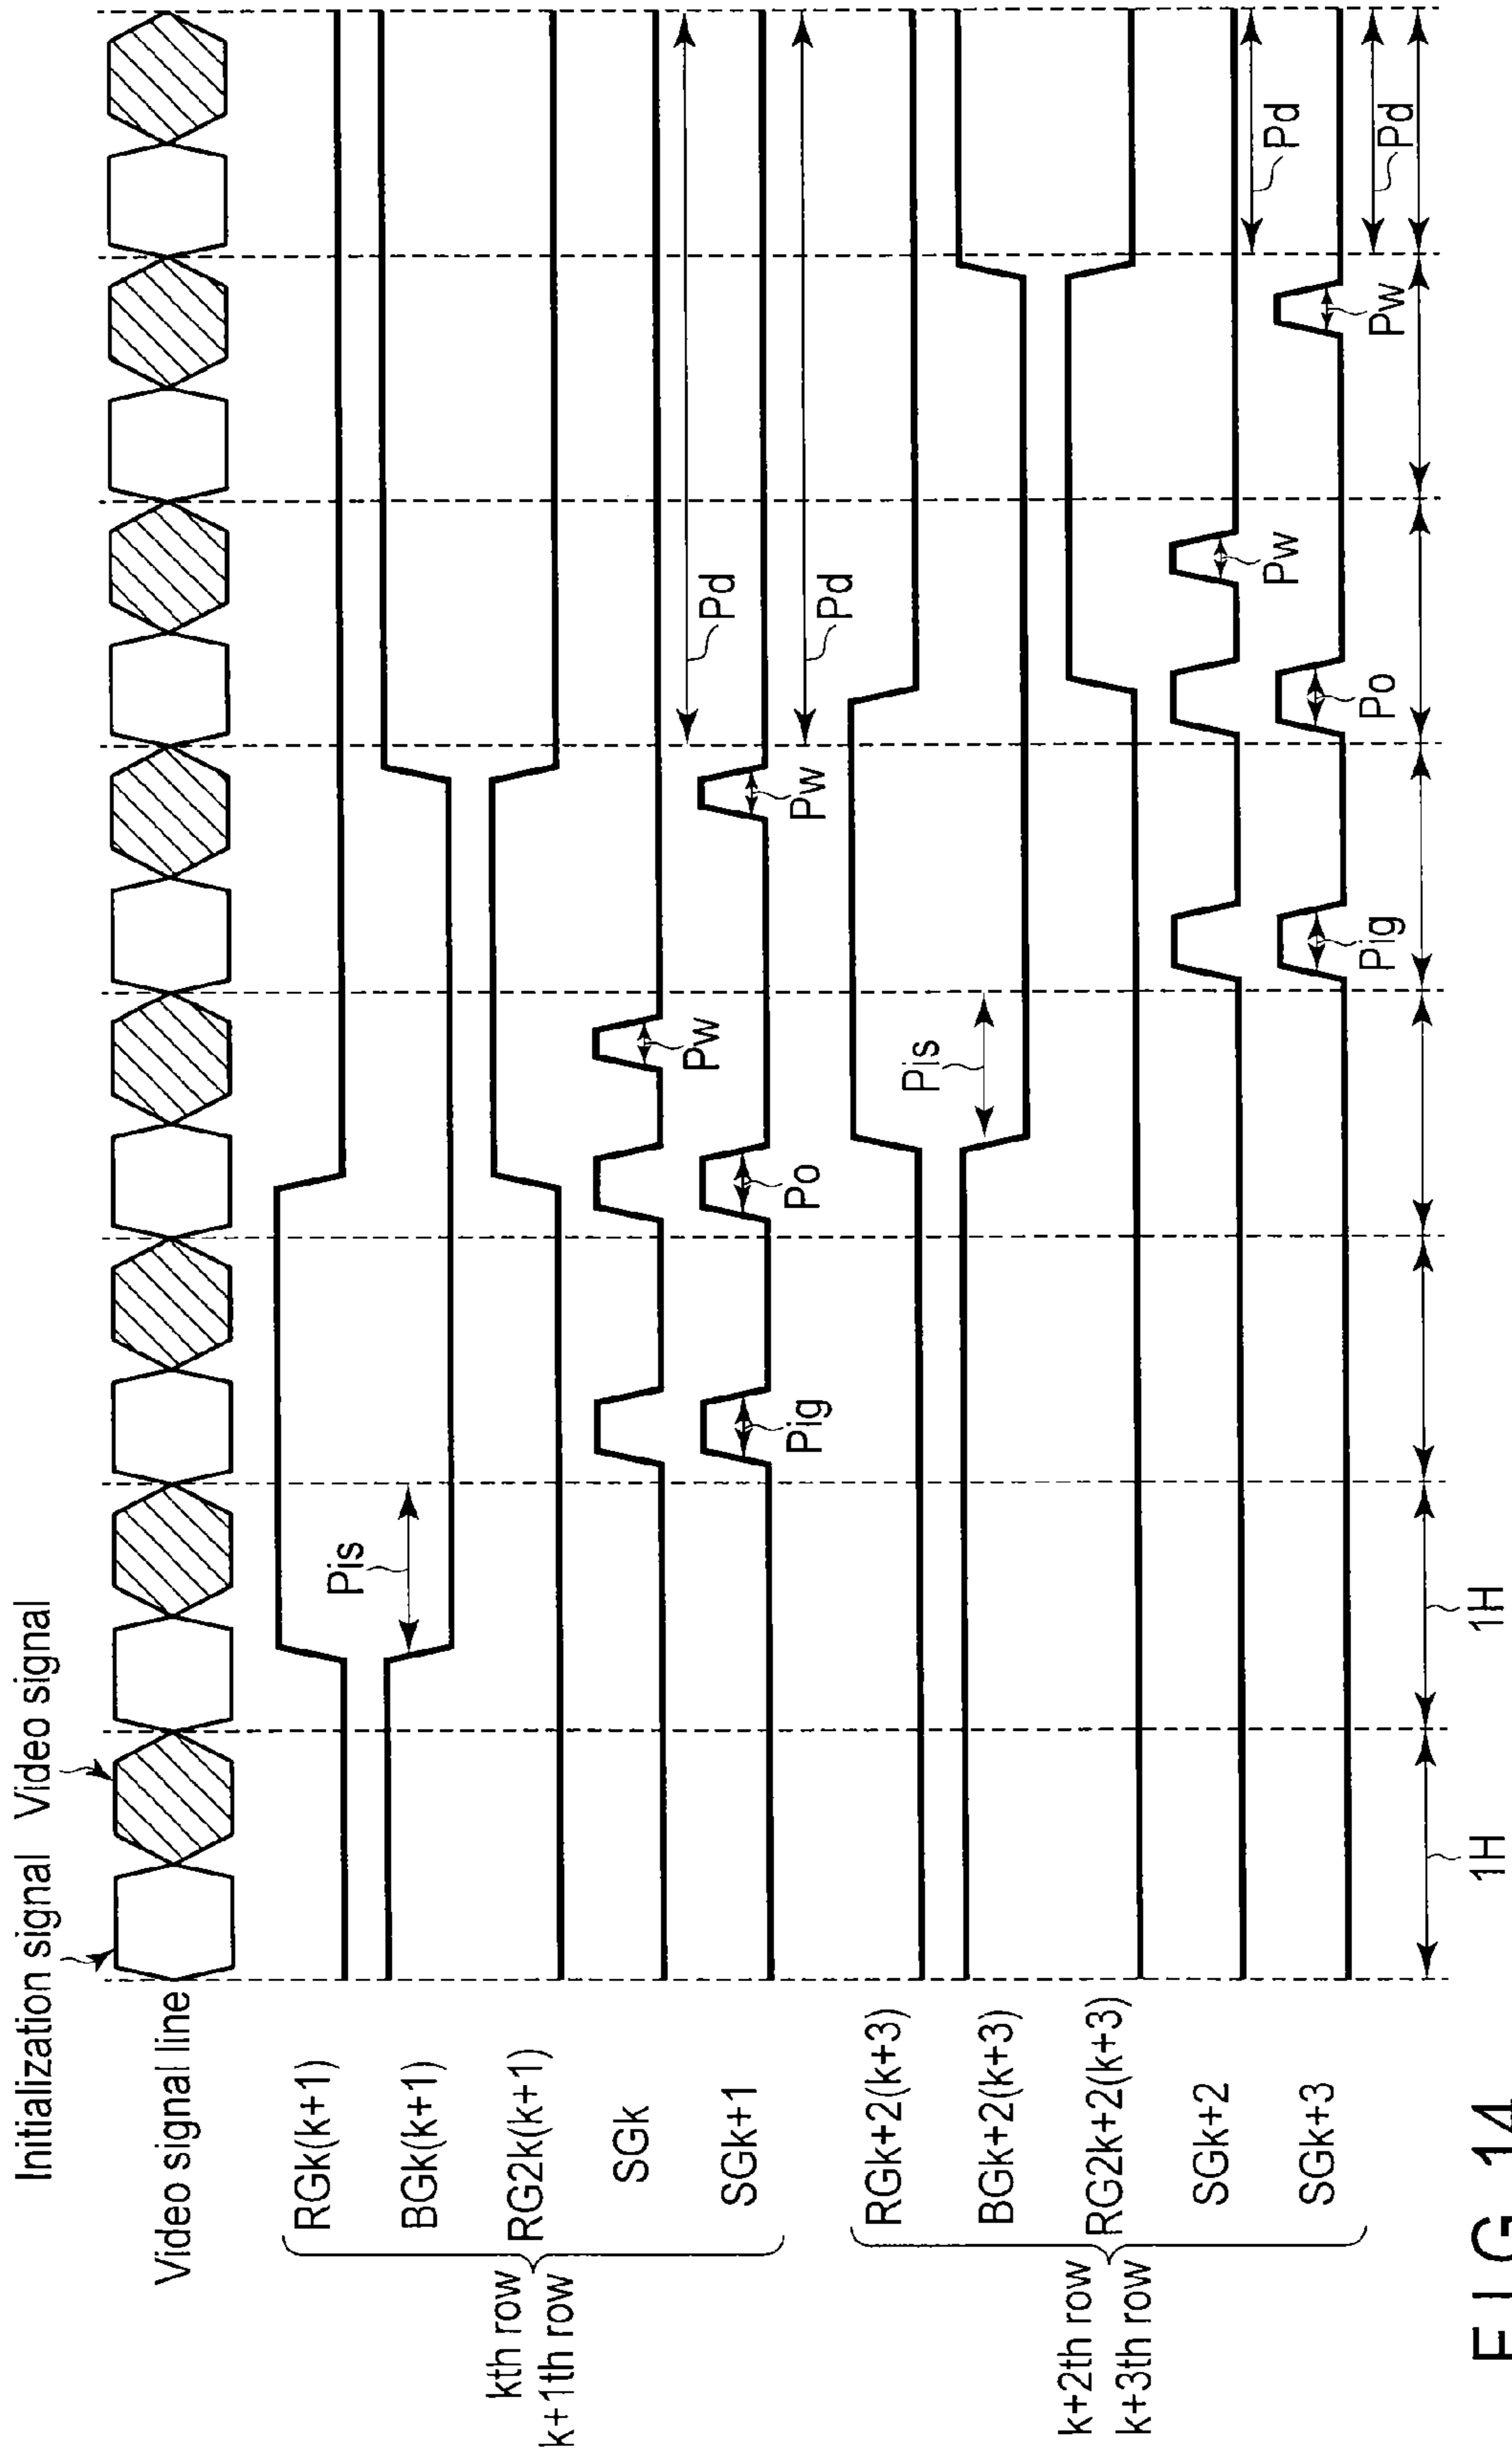 Initialization signal Video signal
Video signal line
kth row
k+1th row
RGk(k+1)
Pis
BGk(k+1)
RG2k(k+1)
SGk
Pw
Pd
SGk+1
Pig
Po
Pw
Pd
k+2th row
k+3th row
RGk+2(k+3)
Pis
BGk+2(k+3)
RG2k+2(k+3)
SGk+2
Pw
Pd
SGk+3
Pig
Po
Pw
Pd
1H
1H
FIG. 14